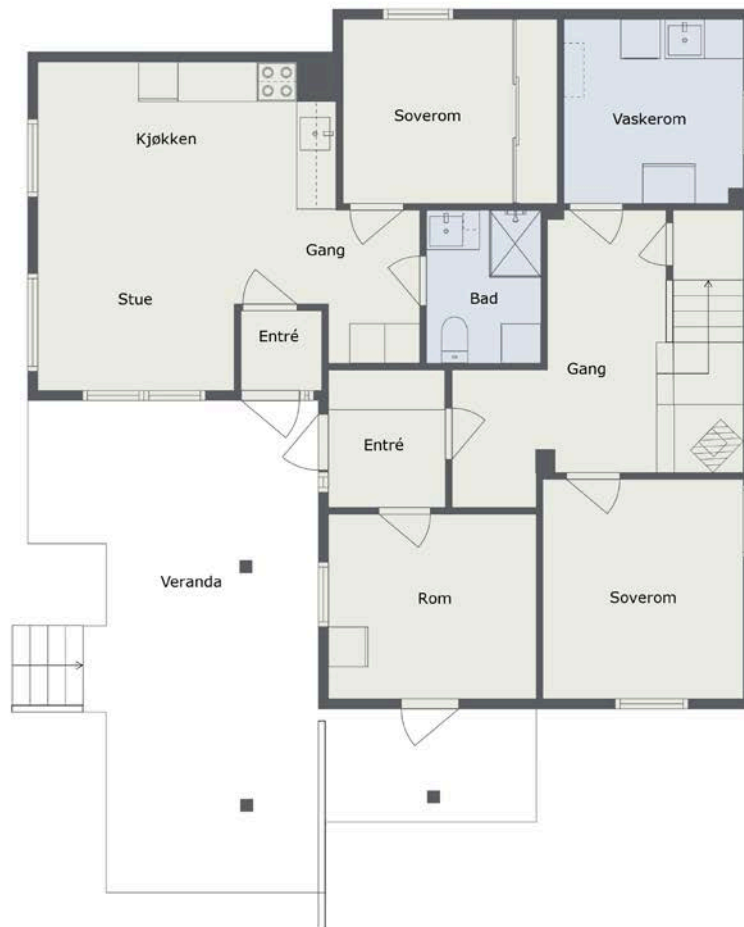 Soverom
Vaskerom
Kjøkken
Gang
Stue
Bad
Entré
Gang
Entré
Veranda
Rom
Soverom